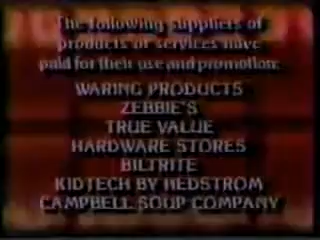 The following suppliers of
products or services have
paid for their use and promotion:
WARING PRODUCTS
ZEBBIE'S
TRUE VALUE
HARDWARE STORES
BILTRITE
KIDTECH BY HEDSTROM
CAMPBELL SOUP COMPANY